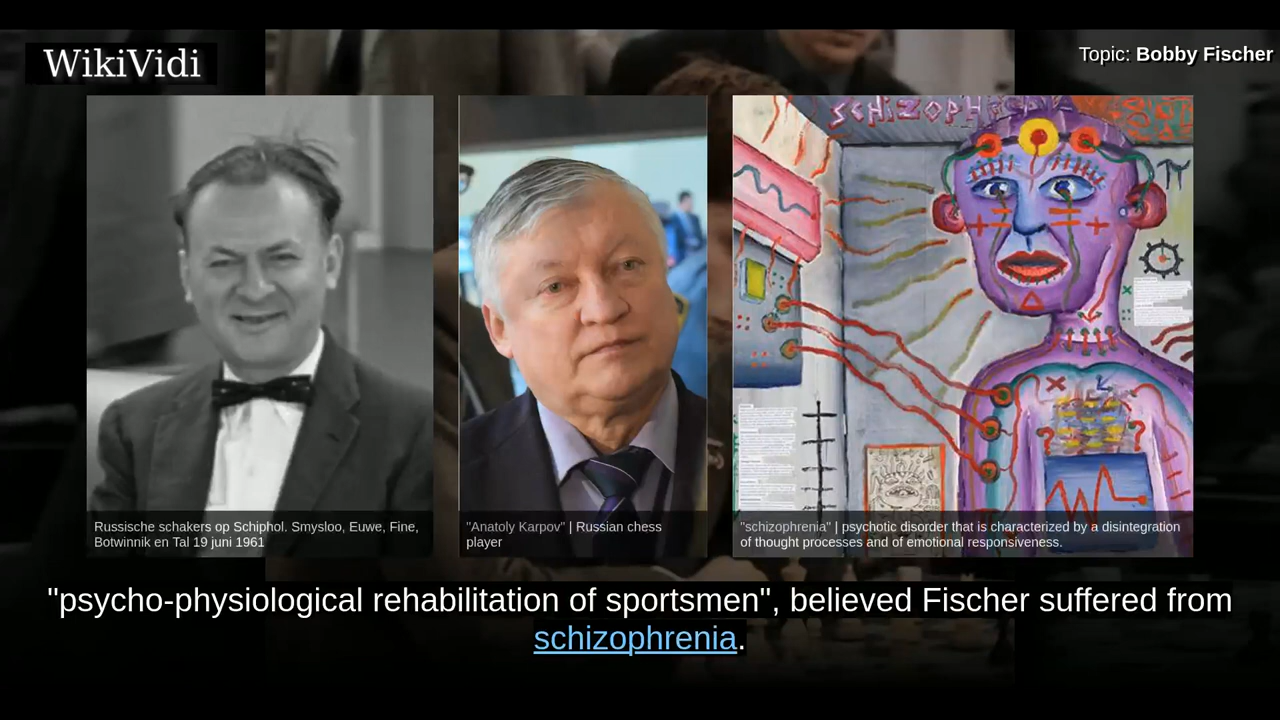 WikiVidi
Topic: Bobby Fischer
SCHIZOPH
Russische schakers op Schiphol. Smysloo, Euwe, Fine,
Botwinnik en Tal 19 juni 1961
"Anatoly Karpov" | Russian chess
player
"schizophrenia" | psychotic disorder that is characterized by a disintegration
of thought processes and of emotional responsiveness.
"psycho-physiological rehabilitation of sportsmen", believed Fischer suffered from
schizophrenia.